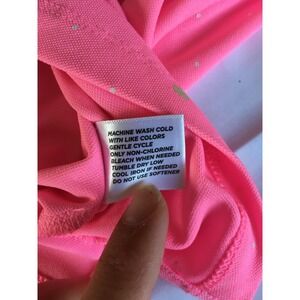 MACHINE WASH COLD
WITH LIKE COLORS
GENTLE CYCLE
ONLY NON-CHLORINE
BLEACH WHEN NEEDED
TUMBLE DRY LOW
COOL IRON IF NEEDED
DO NOT USE SOFTENER